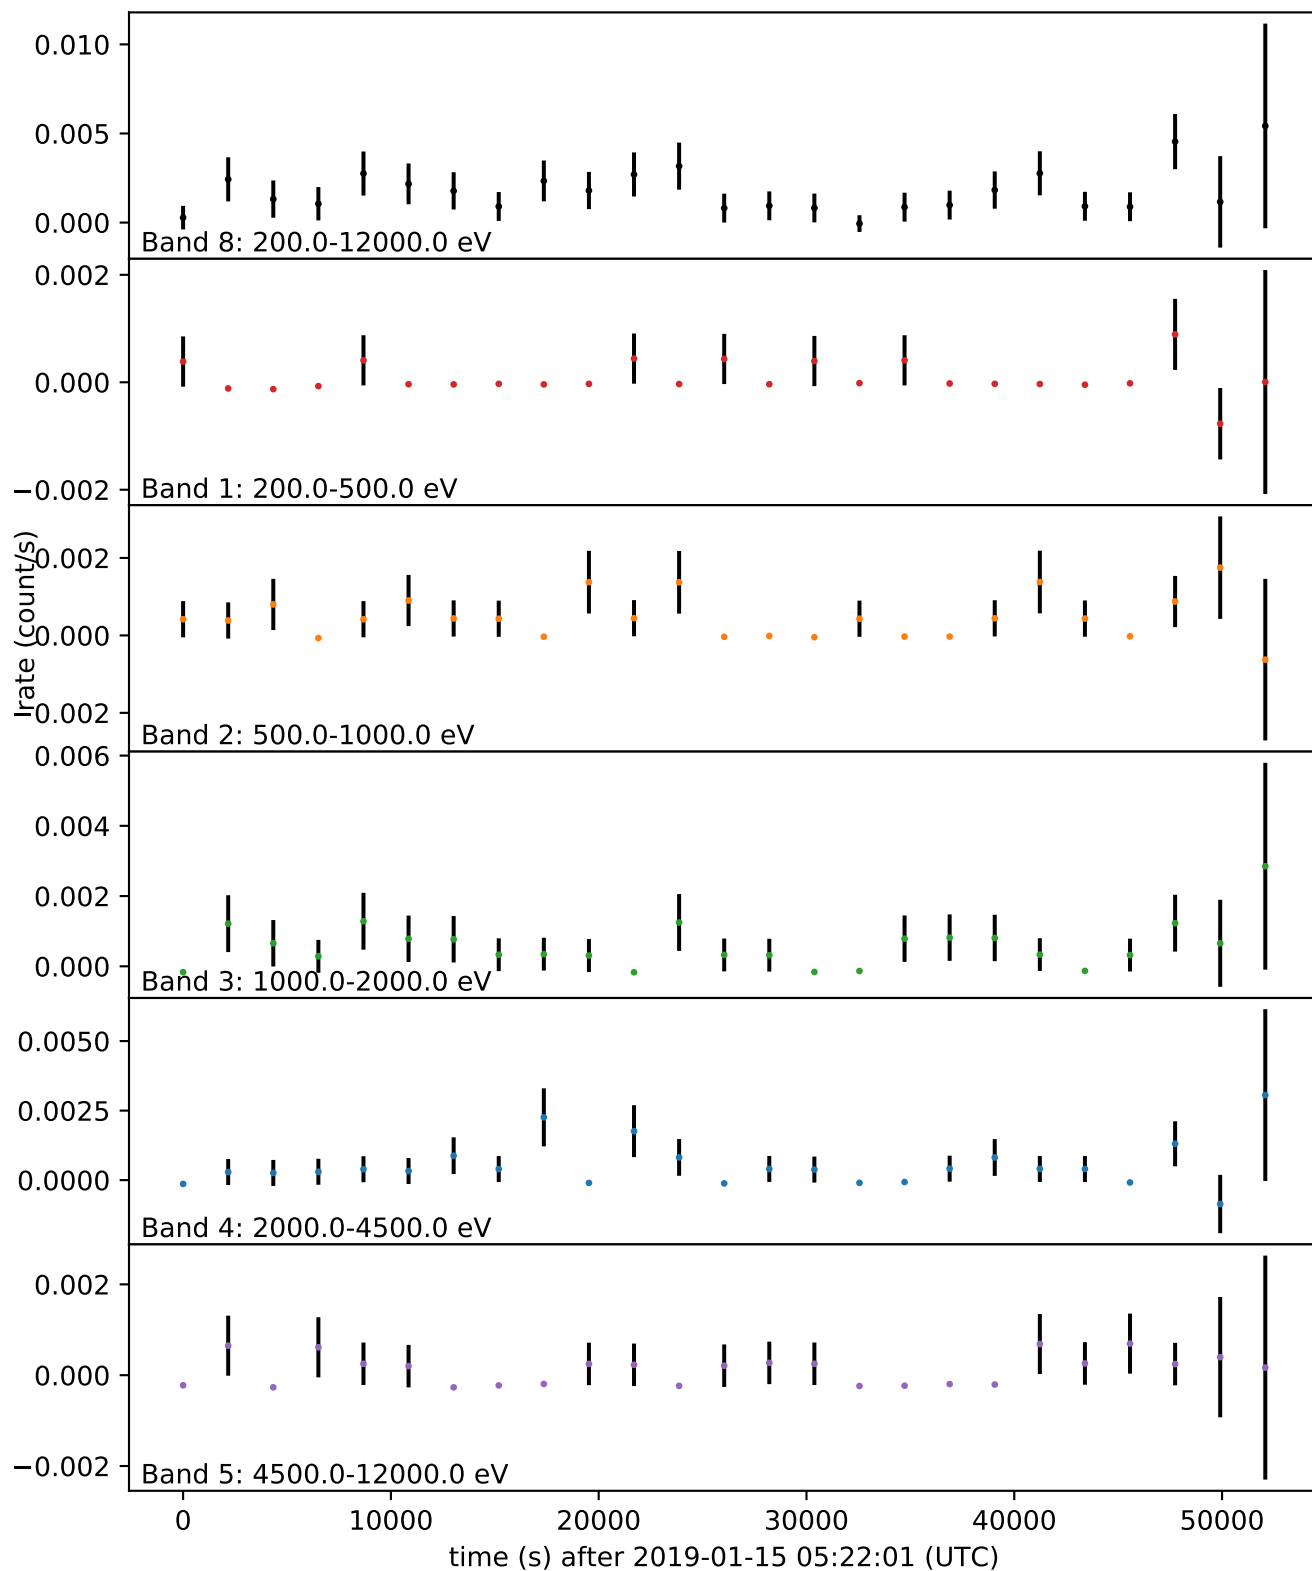 0.010
0.005
0.000
Band 8: 200.0-12000.0 eV
0.002
0.000
−0.002
Band 1: 200.0-500.0 eV
rate (count/s)
0.002
0.000
−0.002
Band 2: 500.0-1000.0 eV
0.006
0.004
0.002
0.000
Band 3: 1000.0-2000.0 eV
0.0050
0.0025
0.0000
Band 4: 2000.0-4500.0 eV
0.002
0.000
−0.002
Band 5: 4500.0-12000.0 eV
0 10000 20000 30000 40000 50000
time (s) after 2019-01-15 05:22:01 (UTC)